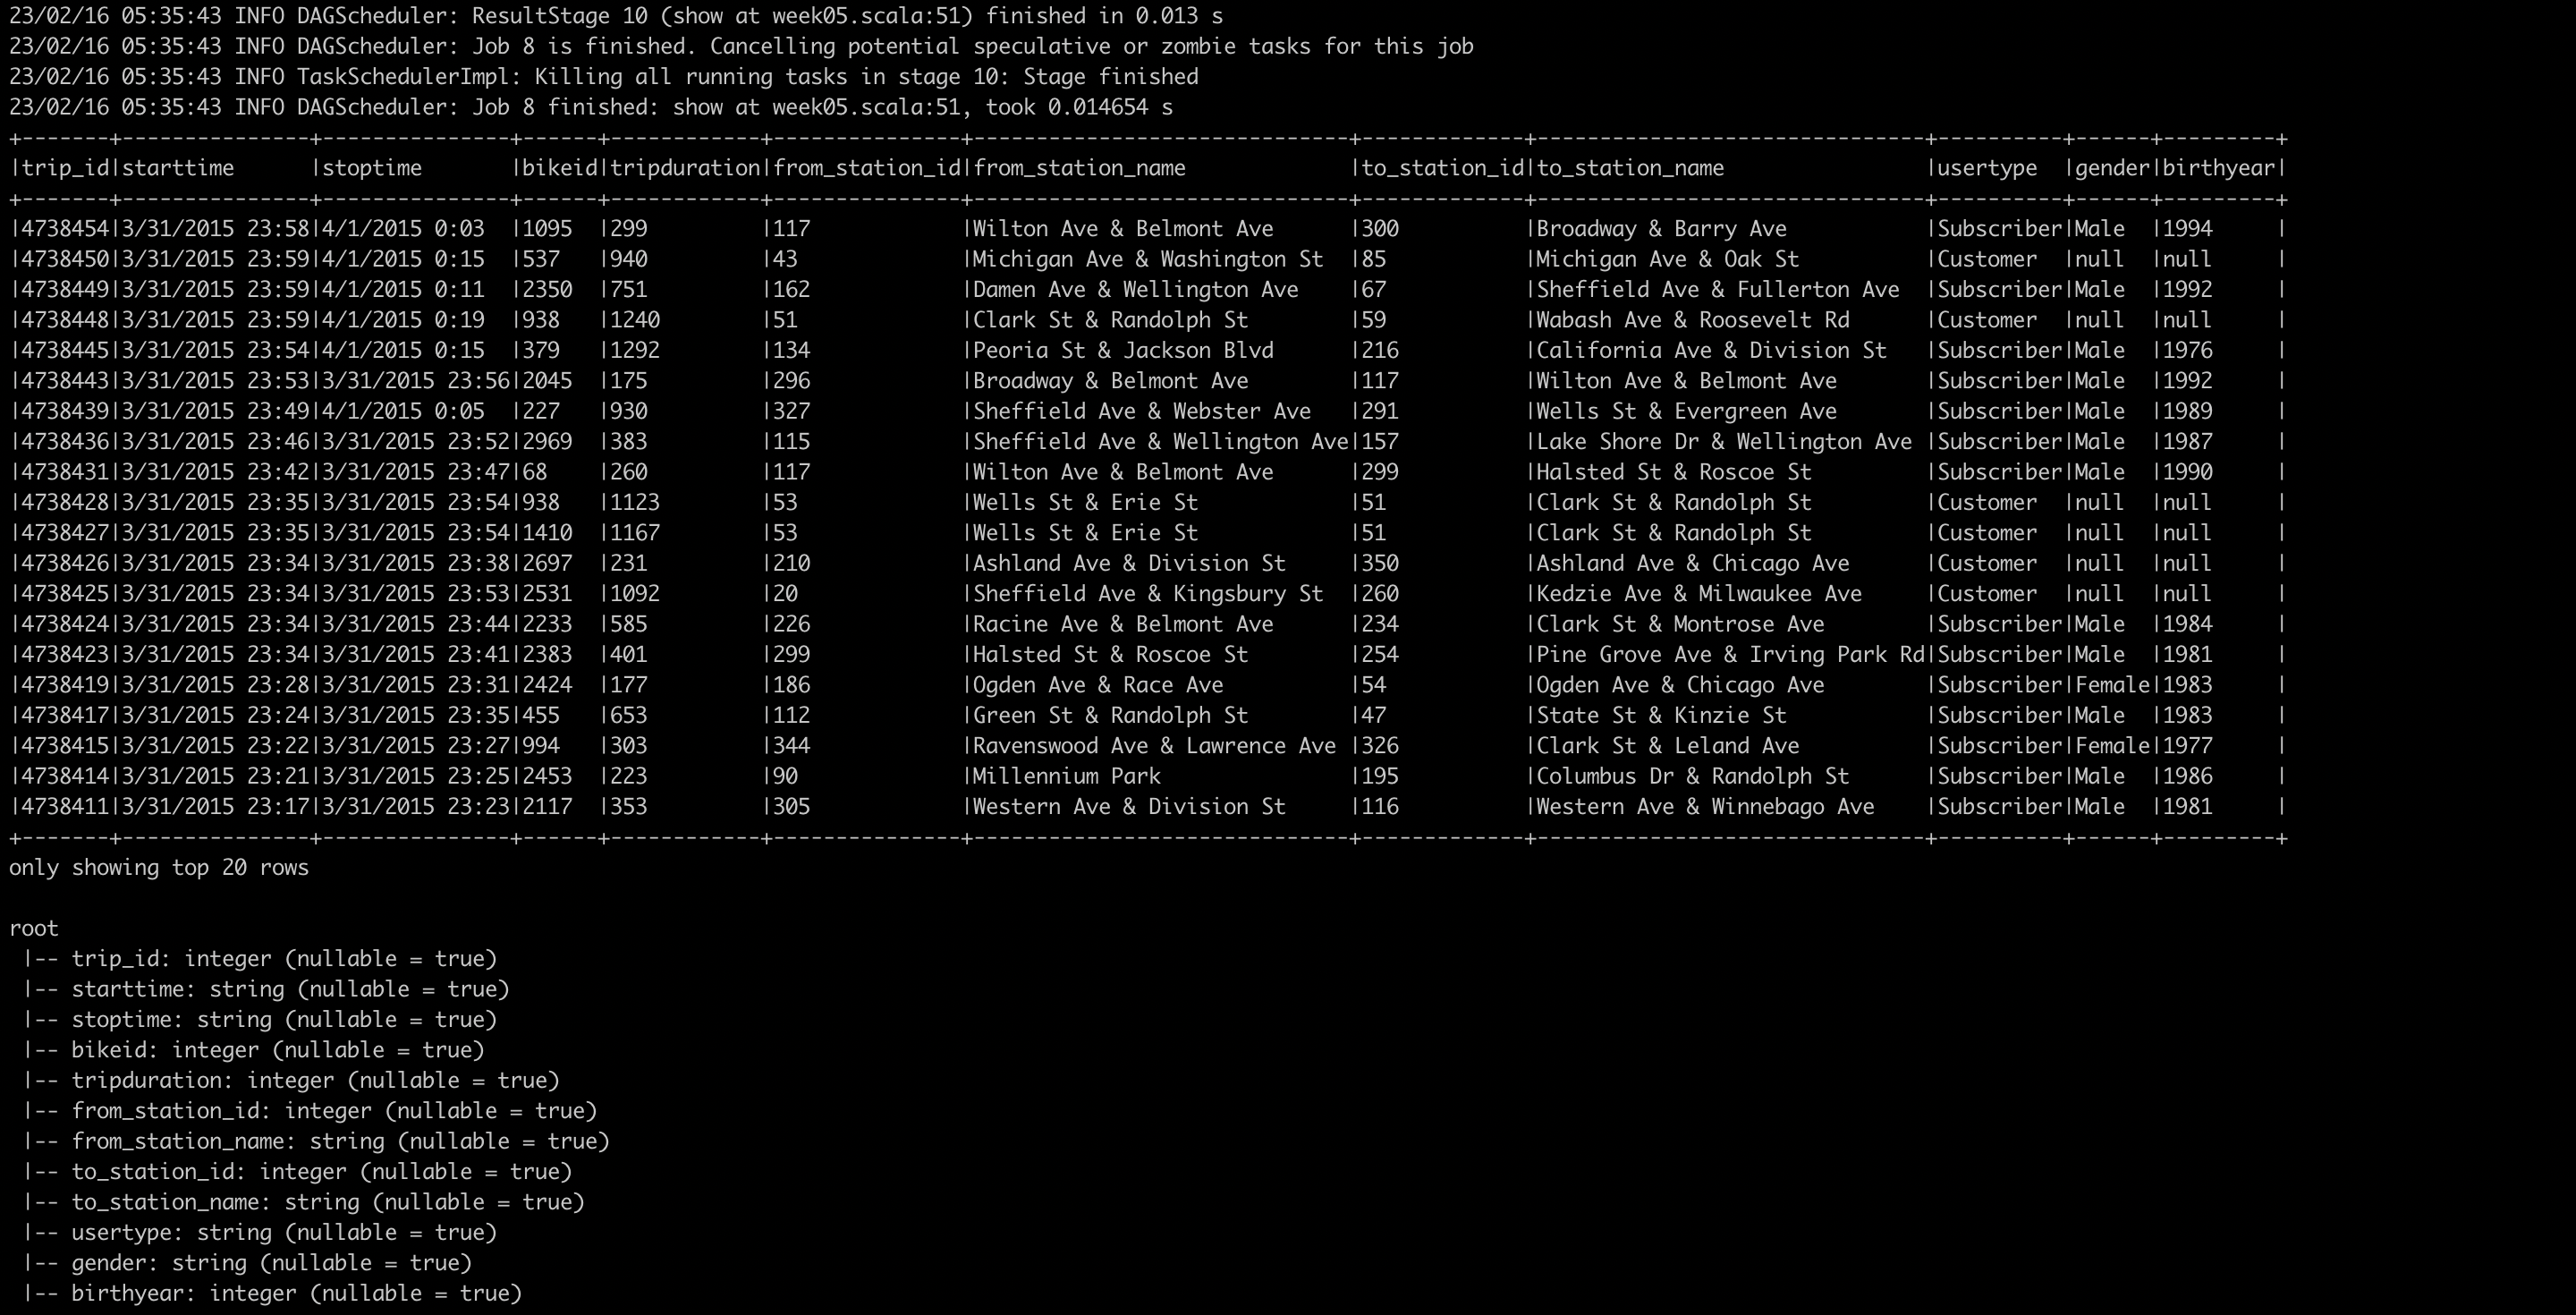 23/02/16 05:35:43 INFO DAGScheduler: ResultStage 10 (show at week05.scala:51) finished in 0.013 s
23/02/16 05:35:43 INFO DAGScheduler: Job 8 is finished. Cancelling potential speculative or zombie tasks for this job
23/02/16 05:35:43 INFO TaskSchedulerImpl: Killing all running tasks in stage 10: Stage finished
23/02/16 05:35:43 INFO DAGScheduler: Job 8 finished: show at week05.scala:51, took 0.014654 s
+-------+---------------+---------------+------+------------+---------------+------------------------------+-------------+-------------------------------+----------+------+---------+
|trip_id|starttime      |stoptime       |bikeid|tripduration|from_station_id|from_station_name             |to_station_id|to_station_name                |usertype  |gender|birthyear|
+-------+---------------+---------------+------+------------+---------------+------------------------------+-------------+-------------------------------+----------+------+---------+
|4738454|3/31/2015 23:58|4/1/2015 0:03  |1095  |299         |117            |Wilton Ave & Belmont Ave      |300          |Broadway & Barry Ave           |Subscriber|Male  |1994     |
|4738450|3/31/2015 23:59|4/1/2015 0:15  |537   |940         |43             |Michigan Ave & Washington St  |85           |Michigan Ave & Oak St          |Customer  |null  |null     |
|4738449|3/31/2015 23:59|4/1/2015 0:11  |2350  |751         |162            |Damen Ave & Wellington Ave    |67           |Sheffield Ave & Fullerton Ave  |Subscriber|Male  |1992     |
|4738448|3/31/2015 23:59|4/1/2015 0:19  |938   |1240        |51             |Clark St & Randolph St        |59           |Wabash Ave & Roosevelt Rd      |Customer  |null  |null     |
|4738445|3/31/2015 23:54|4/1/2015 0:15  |379   |1292        |134            |Peoria St & Jackson Blvd      |216          |California Ave & Division St   |Subscriber|Male  |1976     |
|4738443|3/31/2015 23:53|3/31/2015 23:56|2045  |175         |296            |Broadway & Belmont Ave        |117          |Wilton Ave & Belmont Ave       |Subscriber|Male  |1992     |
|4738439|3/31/2015 23:49|4/1/2015 0:05  |227   |930         |327            |Sheffield Ave & Webster Ave   |291          |Wells St & Evergreen Ave       |Subscriber|Male  |1989     |
|4738436|3/31/2015 23:46|3/31/2015 23:52|2969  |383         |115            |Sheffield Ave & Wellington Ave|157          |Lake Shore Dr & Wellington Ave |Subscriber|Male  |1987     |
|4738431|3/31/2015 23:42|3/31/2015 23:47|68    |260         |117            |Wilton Ave & Belmont Ave      |299          |Halsted St & Roscoe St         |Subscriber|Male  |1990     |
|4738428|3/31/2015 23:35|3/31/2015 23:54|938   |1123        |53             |Wells St & Erie St            |51           |Clark St & Randolph St         |Customer  |null  |null     |
|4738427|3/31/2015 23:35|3/31/2015 23:54|1410  |1167        |53             |Wells St & Erie St            |51           |Clark St & Randolph St         |Customer  |null  |null     |
|4738426|3/31/2015 23:34|3/31/2015 23:38|2697  |231         |210            |Ashland Ave & Division St     |350          |Ashland Ave & Chicago Ave      |Customer  |null  |null     |
|4738425|3/31/2015 23:34|3/31/2015 23:53|2531  |1092        |20             |Sheffield Ave & Kingsbury St  |260          |Kedzie Ave & Milwaukee Ave     |Customer  |null  |null     |
|4738424|3/31/2015 23:34|3/31/2015 23:44|2233  |585         |226            |Racine Ave & Belmont Ave      |234          |Clark St & Montrose Ave        |Subscriber|Male  |1984     |
|4738423|3/31/2015 23:34|3/31/2015 23:41|2383  |401         |299            |Halsted St & Roscoe St        |254          |Pine Grove Ave & Irving Park Rd|Subscriber|Male  |1981     |
|4738419|3/31/2015 23:28|3/31/2015 23:31|2424  |177         |186            |Ogden Ave & Race Ave          |54           |Ogden Ave & Chicago Ave        |Subscriber|Female|1983     |
|4738417|3/31/2015 23:24|3/31/2015 23:35|455   |653         |112            |Green St & Randolph St        |47           |State St & Kinzie St           |Subscriber|Male  |1983     |
|4738415|3/31/2015 23:22|3/31/2015 23:27|994   |303         |344            |Ravenswood Ave & Lawrence Ave |326          |Clark St & Leland Ave          |Subscriber|Female|1977     |
|4738414|3/31/2015 23:21|3/31/2015 23:25|2453  |223         |90             |Millennium Park               |195          |Columbus Dr & Randolph St      |Subscriber|Male  |1986     |
|4738411|3/31/2015 23:17|3/31/2015 23:23|2117  |353         |305            |Western Ave & Division St     |116          |Western Ave & Winnebago Ave    |Subscriber|Male  |1981     |
+-------+---------------+---------------+------+------------+---------------+------------------------------+-------------+-------------------------------+----------+------+---------+
only showing top 20 rows
root
 |-- trip_id: integer (nullable = true)
 |-- starttime: string (nullable = true)
 |-- stoptime: string (nullable = true)
 |-- bikeid: integer (nullable = true)
 |-- tripduration: integer (nullable = true)
 |-- from_station_id: integer (nullable = true)
 |-- from_station_name: string (nullable = true)
 |-- to_station_id: integer (nullable = true)
 |-- to_station_name: string (nullable = true)
 |-- usertype: string (nullable = true)
 |-- gender: string (nullable = true)
 |-- birthyear: integer (nullable = true)